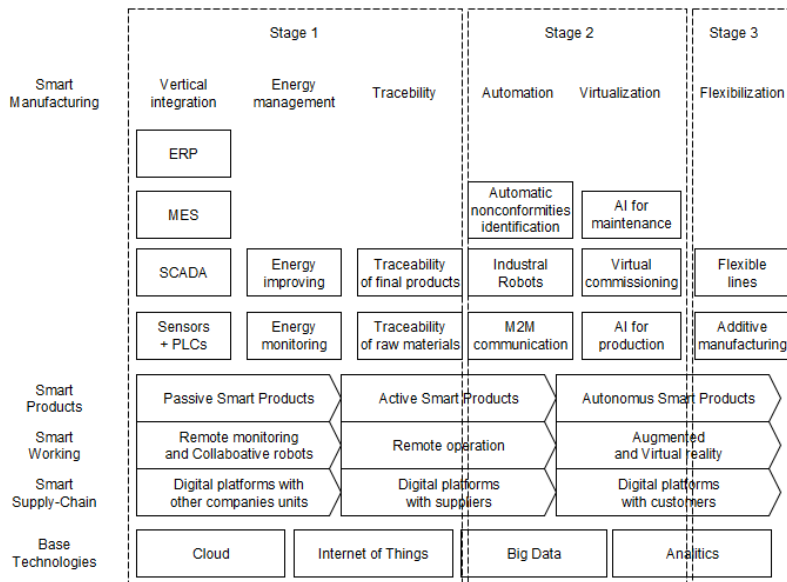 Stage 1
Stage 2
Stage 3
Smart
Manufacturing
Vertical
integration
Energy
management
Tracebility
Automation
Virtualization
Flexibilization
ERP
MES
Automatic
nonconformities
identification
AI for
maintenance
SCADA
Energy
improving
Traceability
of final products
Industral
Robots
Virtual
commissioning
Flexible
lines
Sensors
+ PLCs
Energy
monitoring
Traceability
of raw materials
M2M
communication
AI for
production
Additive
manufacturing
Smart
Products
Passive Smart Products
Active Smart Products
Autonomus Smart Products
Smart
Working
Remote monitoring
and Collaboative robots
Remote operation
Augmented
and Virtual reality
Smart
Supply-Chain
Digital platforms with
other companies units
Digital platforms
with suppliers
Digital platforms
with customers
Base
Technologies
Cloud
Internet of Things
Big Data
Analitics